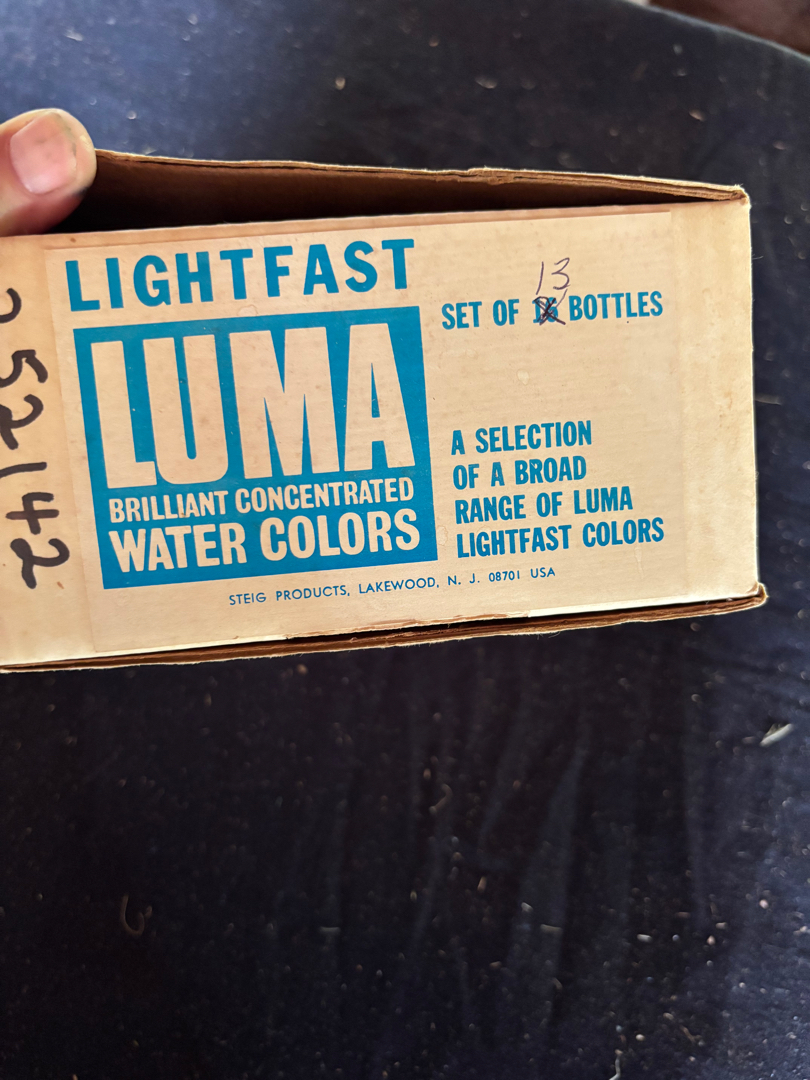 LIGHTFAST
LUMA
BRILLIANT CONCENTRATED
WATER COLORS
13
SET OF BOTTLES
A SELECTION
OF A BROAD
RANGE OF LUMA
LIGHTFAST COLORS
STEIG PRODUCTS, LAKEWOOD, N. J. 08701 USA
52142